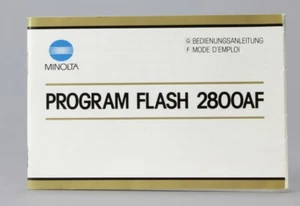 G BEDIENUNGSANLEITUNG
F MODE D'EMPLOI
MINOLTA
PROGRAM FLASH 2800AF